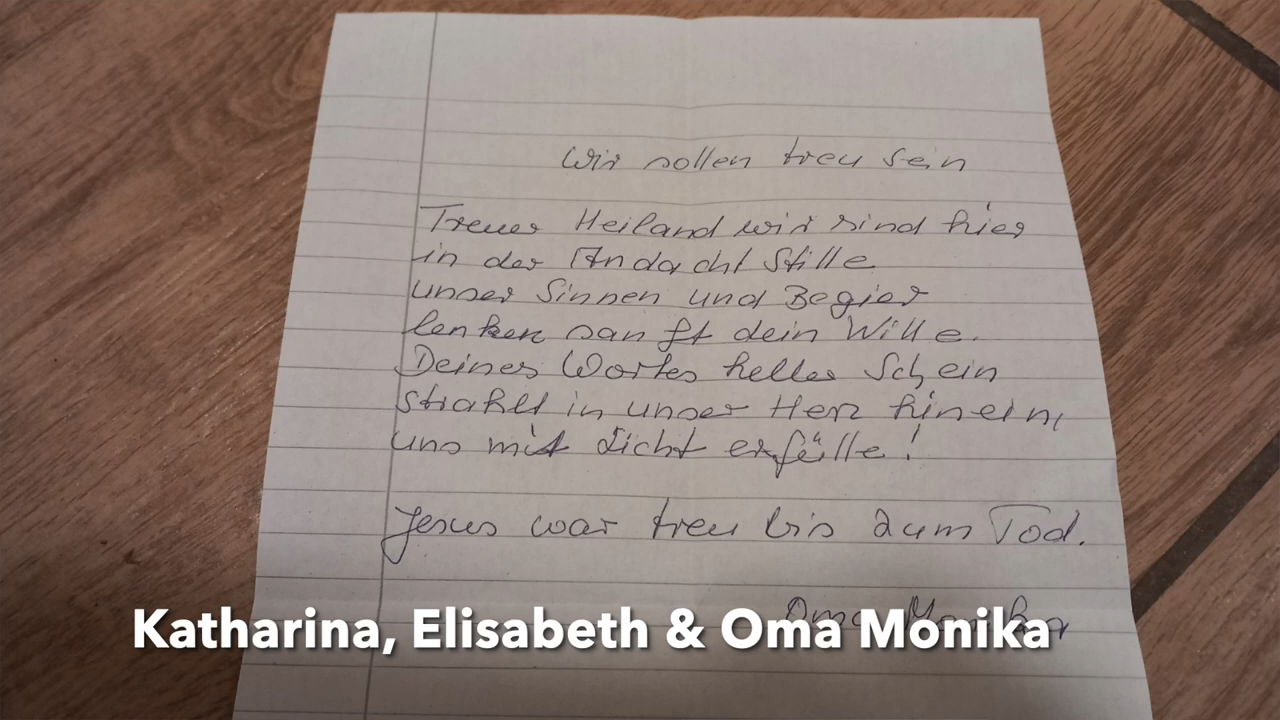 Wir sollen treu sein
Treuer Heiland wir sind hier
in der Andacht Stille
unser Sinnen und Begier
lenken sanft dein Wille.
Deines Wortes heller Schein
strahlt in unser Herz hinein,
uns mit Licht erfülle!
Jesus war treu bis zum Tod.
Oma Monika
Katharina, Elisabeth & Oma Monika